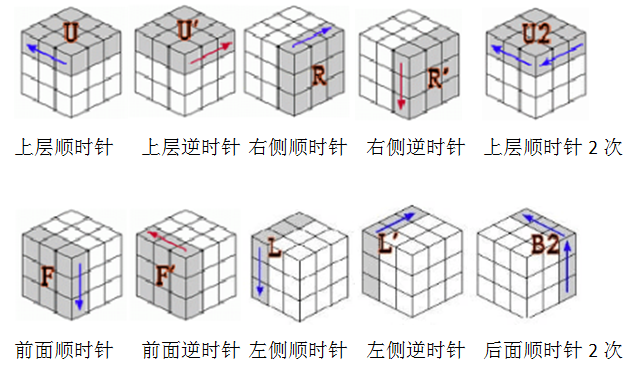 U U′ R R′ U2
上层顺时针 上层逆时针 右侧顺时针 右侧逆时针 上层顺时针 2 次
F F′ L L′ B2
前面顺时针 前面逆时针 左侧顺时针 左侧逆时针 后面顺时针 2 次